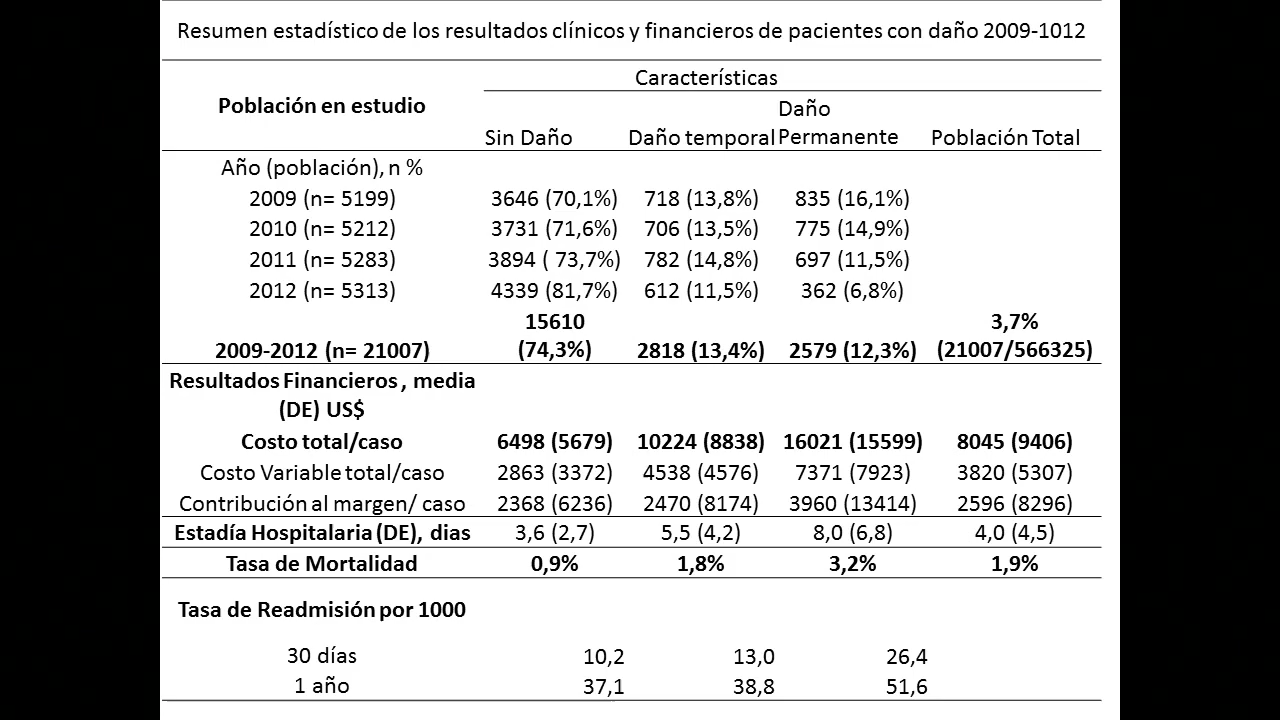 Resumen estadístico de los resultados clínicos y financieros de pacientes con daño 2009-1012
Características
Población en estudio
Sin Daño Daño temporal Daño Permanente Población Total
Año (población), n %
2009 (n= 5199) 3646 (70,1%) 718 (13,8%) 835 (16,1%)
2010 (n= 5212) 3731 (71,6%) 706 (13,5%) 775 (14,9%)
2011 (n= 5283) 3894 ( 73,7%) 782 (14,8%) 697 (11,5%)
2012 (n= 5313) 4339 (81,7%) 612 (11,5%) 362 (6,8%)
15610 3,7%
2009-2012 (n= 21007) (74,3%) 2818 (13,4%) 2579 (12,3%) (21007/566325)
Resultados Financieros , media
(DE) US$
Costo total/caso 6498 (5679) 10224 (8838) 16021 (15599) 8045 (9406)
Costo Variable total/caso 2863 (3372) 4538 (4576) 7371 (7923) 3820 (5307)
Contribución al margen/ caso 2368 (6236) 2470 (8174) 3960 (13414) 2596 (8296)
Estadía Hospitalaria (DE), dias 3,6 (2,7) 5,5 (4,2) 8,0 (6,8) 4,0 (4,5)
Tasa de Mortalidad 0,9% 1,8% 3,2% 1,9%
Tasa de Readmisión por 1000
30 días 10,2 13,0 26,4
1 año 37,1 38,8 51,6